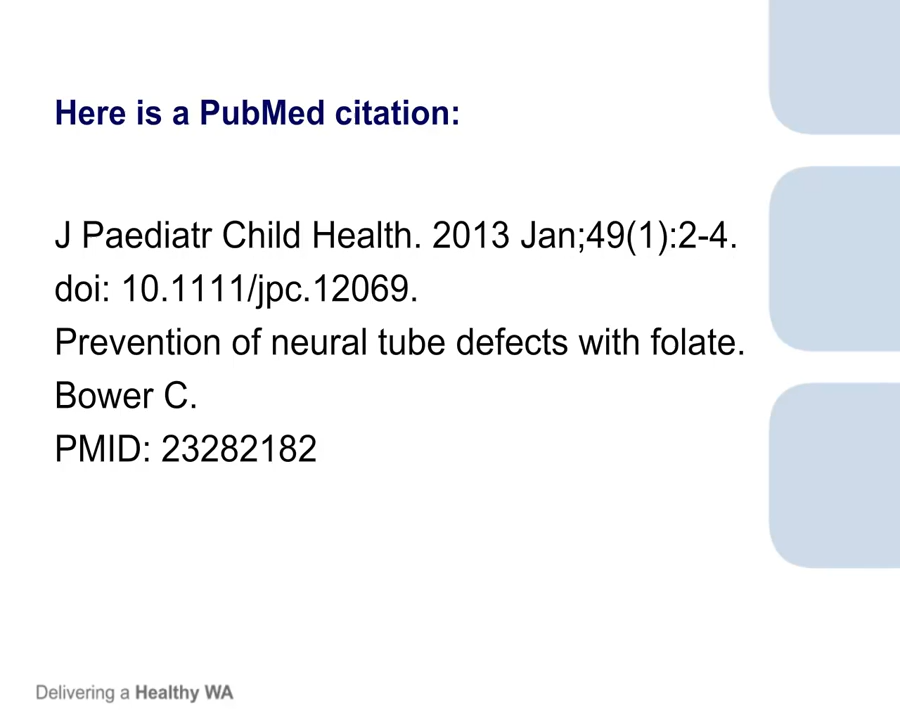 Here is a PubMed citation:
J Paediatr Child Health. 2013 Jan;49(1):2-4.
doi: 10.1111/jpc.12069.
Prevention of neural tube defects with folate.
Bower C.
PMID: 23282182
Delivering a Healthy WA